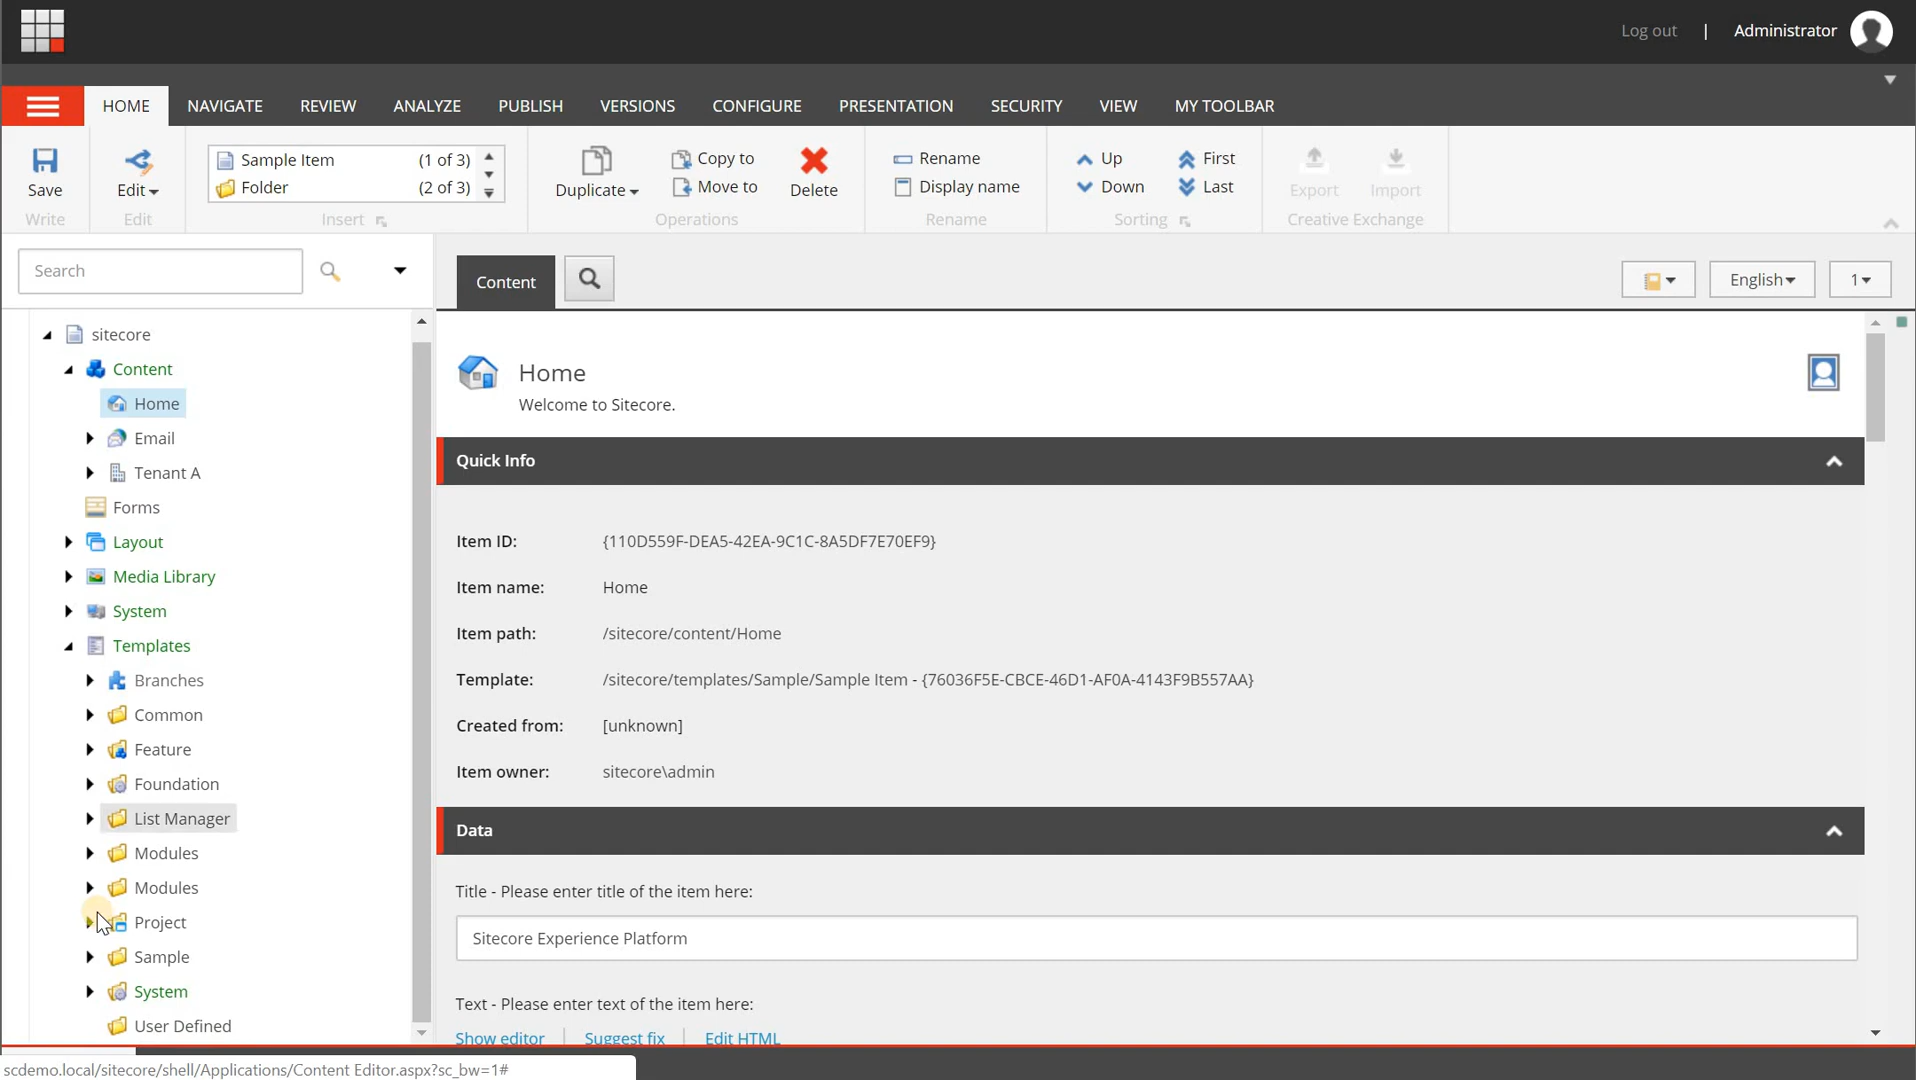 Log out | Administrator
HOME NAVIGATE REVIEW ANALYZE PUBLISH VERSIONS CONFIGURE PRESENTATION SECURITY VIEW MY TOOLBAR
Sample Item (1 of 3)
Folder (2 of 3)
Save
Write
Edit
Edit
Insert
Duplicate
Copy to
Move to
Delete
Operations
Rename
Display name
Rename
Up
Down
First
Last
Sorting
Export
Import
Creative Exchange
Search
sitecore
Content
Home
Email
Tenant A
Forms
Layout
Media Library
System
Templates
Branches
Common
Feature
Foundation
List Manager
Modules
Modules
Project
Sample
System
User Defined
Content
English
1
Home
Welcome to Sitecore.
Quick Info
Item ID: {110D559F-DEA5-42EA-9C1C-8A5DF7E70EF9}
Item name: Home
Item path: /sitecore/content/Home
Template: /sitecore/templates/Sample/Sample Item - {76036F5E-CBCE-46D1-AF0A-4143F9B557AA}
Created from: [unknown]
Item owner: sitecore\admin
Data
Title - Please enter title of the item here:
Sitecore Experience Platform
Text - Please enter text of the item here:
Show editor | Suggest fix | Edit HTML
scdemo.local/sitecore/shell/Applications/Content Editor.aspx?sc_bw=1#